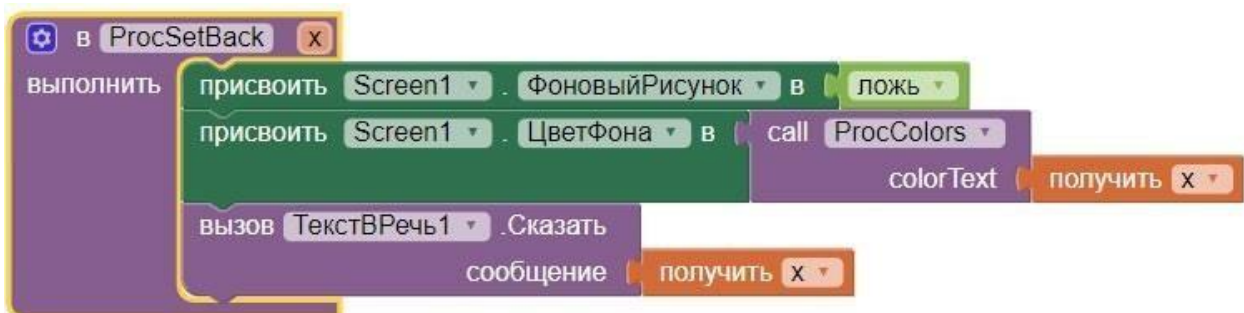 в ProcSetBack x
выполнить присвоить Screen1 . ФоновыйРисунок в ложь
присвоить Screen1 . ЦветФона в call ProcColors
colorText получить x
вызов ТекстВРечь1 .Сказать
сообщение получить x